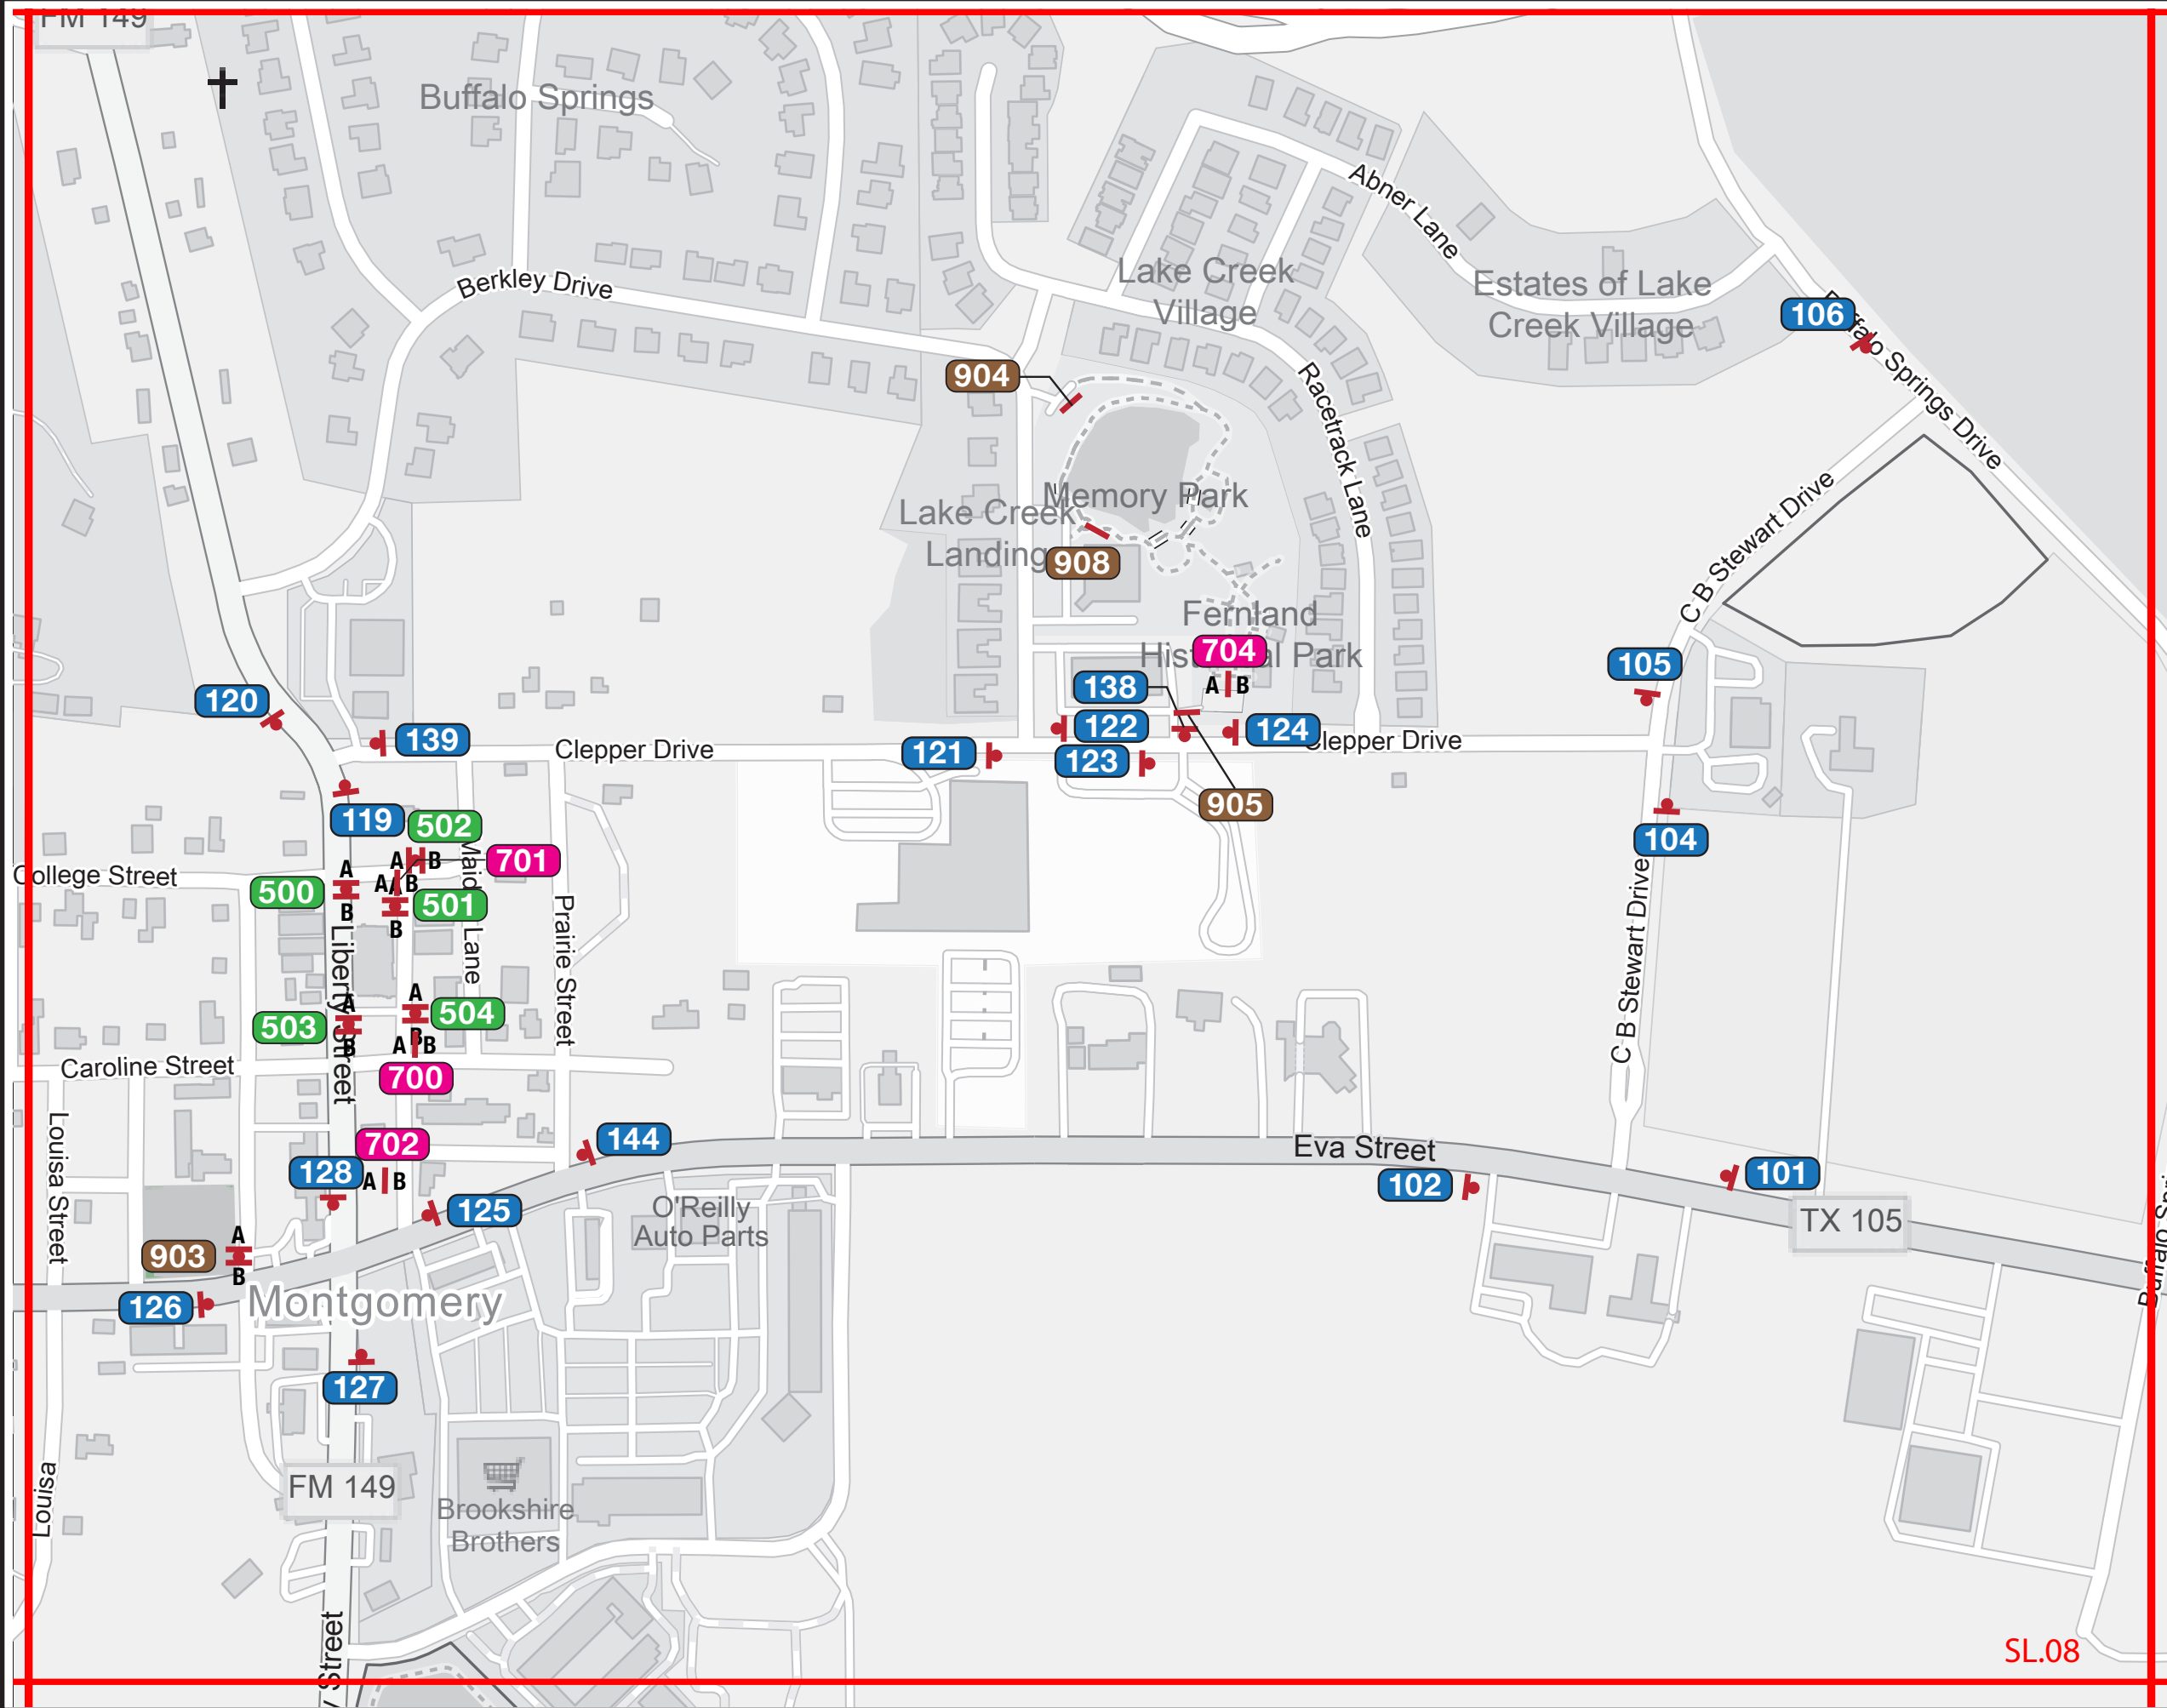 FM 149
Buffalo Springs
Abner Lane
Berkley Drive
Lake Creek
Village
Estates of Lake
Creek Village
106
Buffalo Springs Drive
904
Racetrack Lane
Memory Park
Lake Creek
Landing
908
C B Stewart Drive
Fernland
Historical Park
704
A B
105
138
120
139
122
124
Clepper Drive
121
123
Clepper Drive
905
119
502
104
A B
701
College Street
A
500
B
A B
A
501
B
Maiden Lane
Prairie Street
Liberty Street
C B Stewart Drive
A
504
B
A
503
B
A B
Caroline Street
700
Louisa Street
702
144
Eva Street
128
A B
101
102
125
O'Reilly
Auto Parts
TX 105
A
903
B
126
Montgomery
127
FM 149
Louisa
Brookshire
Brothers
SL.08